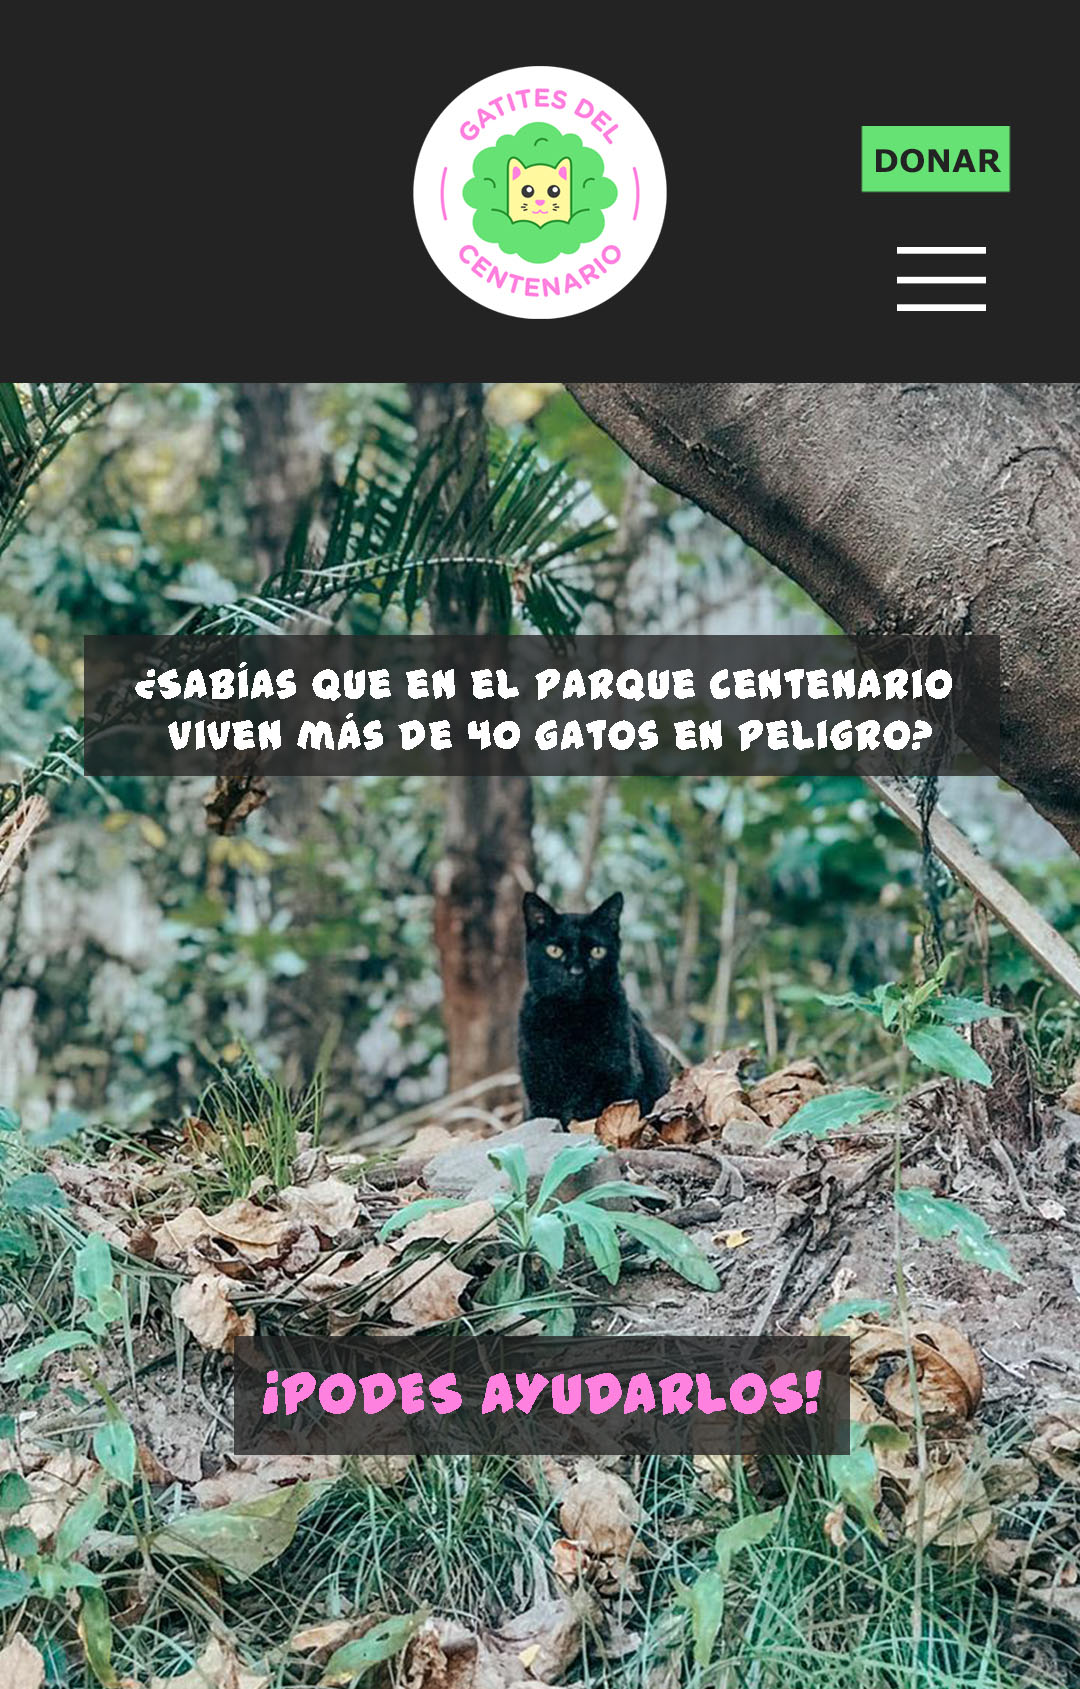 GATITES DEL
CENTENARIO
DONAR
¿SABÍAS QUE EN EL PARQUE CENTENARIO
VIVEN MÁS DE 40 GATOS EN PELIGRO?
¡PODES AYUDARLOS!